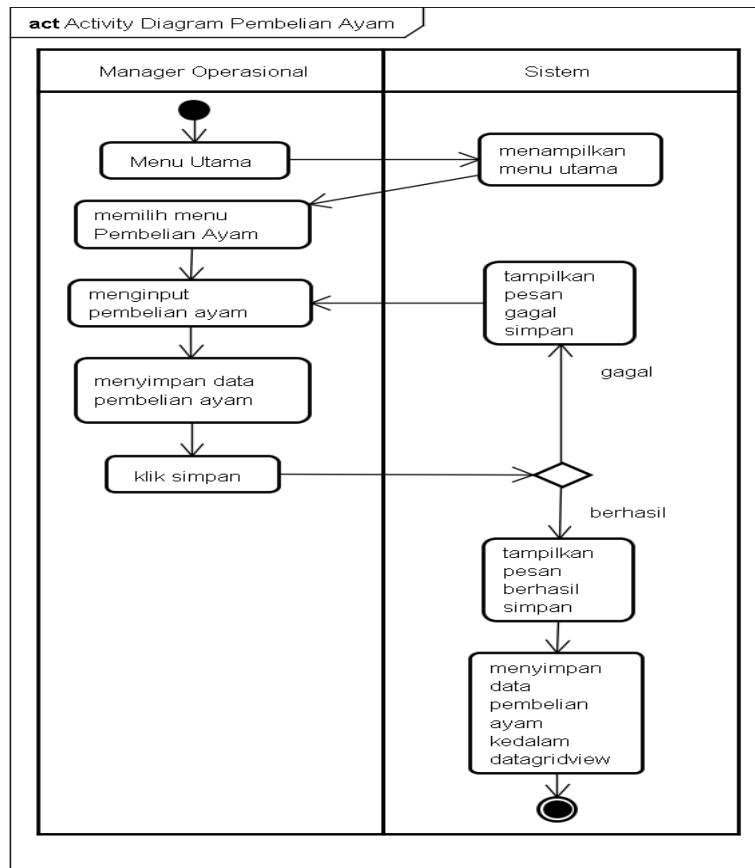 act Activity Diagram Pembelian Ayam
Manager Operasional
Sistem
Menu Utama
menampilkan
menu utama
memilih menu
Pembelian Ayam
menginput
pembelian ayam
tampilkan
pesan
gagal
simpan
gagal
menyimpan data
pembelian ayam
klik simpan
berhasil
tampilkan
pesan
berhasil
simpan
menyimpan
data
pembelian
ayam
kedalam
datagridview